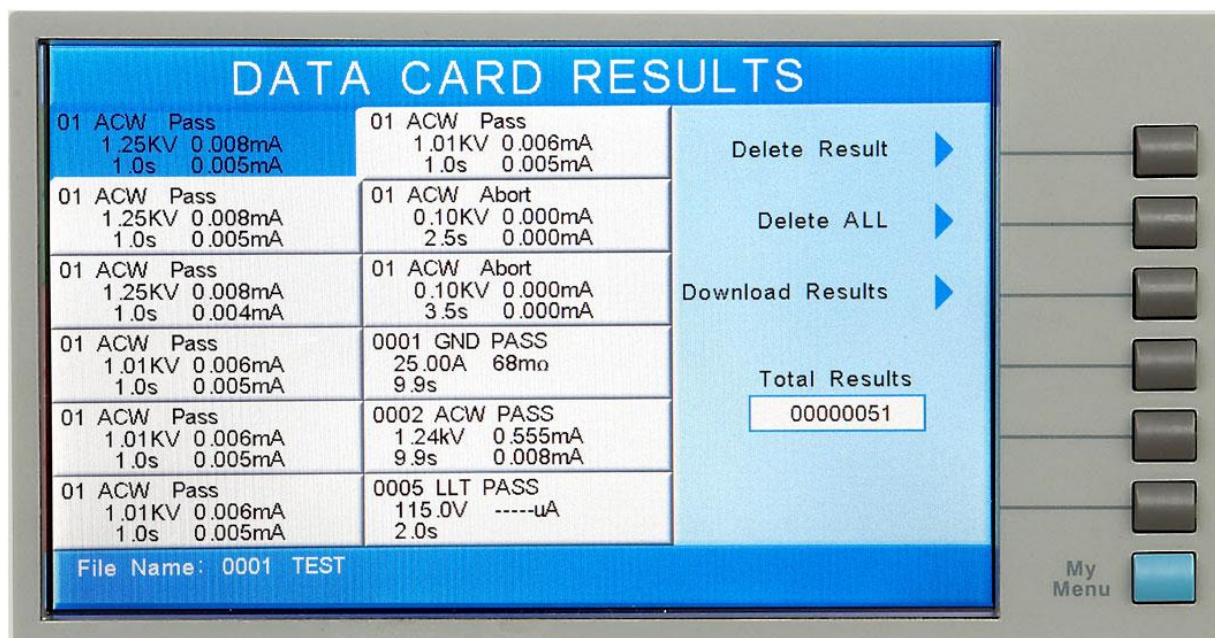 DATA CARD RESULTS
01 ACW Pass
1.25KV 0.008mA
1.0s 0.005mA
01 ACW Pass
1.25KV 0.008mA
1.0s 0.005mA
01 ACW Pass
1.25KV 0.008mA
1.0s 0.004mA
01 ACW Pass
1.01KV 0.006mA
1.0s 0.005mA
01 ACW Pass
1.01KV 0.006mA
1.0s 0.005mA
01 ACW Pass
1.01KV 0.006mA
1.0s 0.005mA
01 ACW Pass
1.01KV 0.006mA
1.0s 0.005mA
01 ACW Abort
0.10KV 0.000mA
2.5s 0.000mA
01 ACW Abort
0.10KV 0.000mA
3.5s 0.000mA
0001 GND PASS
25.00A 68mΩ
9.9s
0002 ACW PASS
1.24kV 0.555mA
9.9s 0.008mA
0005 LLT PASS
115.0V -----uA
2.0s
Delete Result
Delete ALL
Download Results
Total Results
00000051
File Name: 0001 TEST
My
Menu